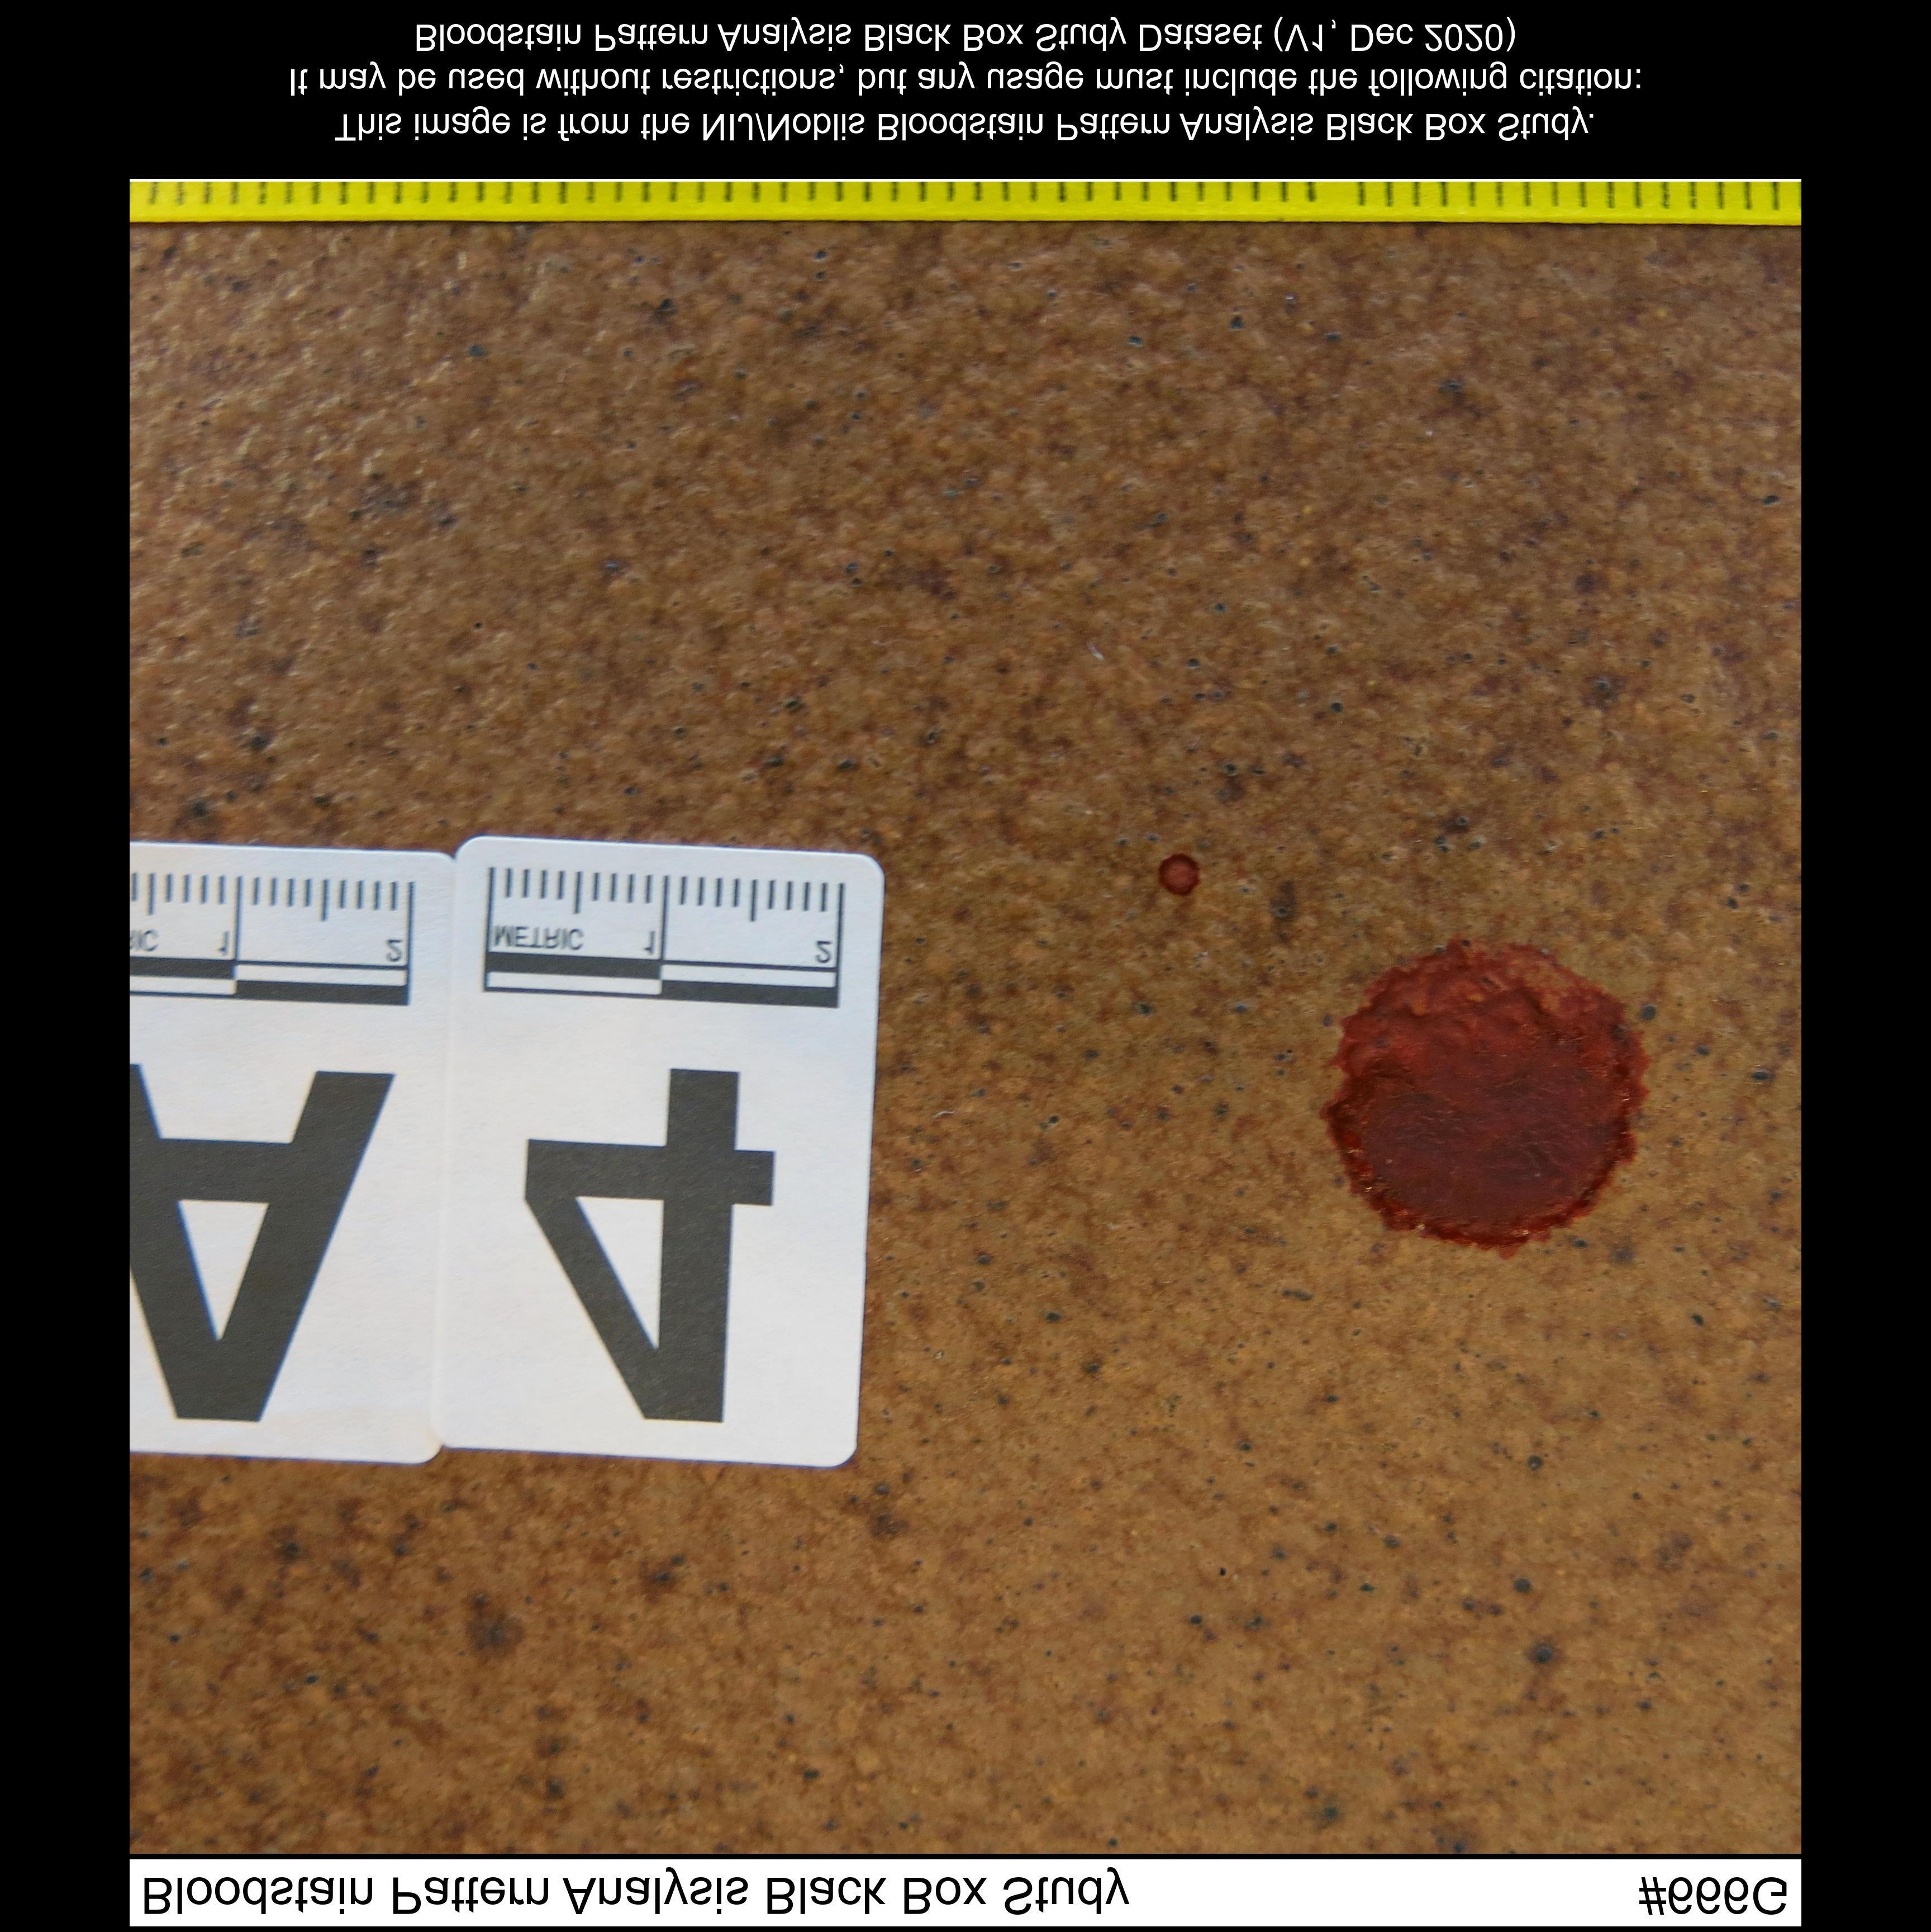 Bloodstain Pattern Analysis Black Box Study #666G
A 4
RIC 1 2 METRIC 1 2
This image is from the NIJ/Noblis Bloodstain Pattern Analysis Black Box Study.
It may be used without restrictions, but any usage must include the following citation:
Bloodstain Pattern Analysis Black Box Study Dataset (V1, Dec 2020)